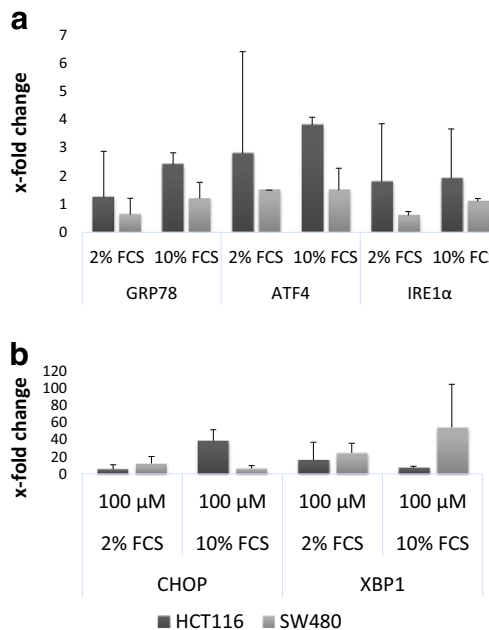 a
x-fold change
7
6
5
4
3
2
1
0
2% FCS 10% FCS 2% FCS 10% FCS 2% FCS 10% FCS
GRP78 ATF4 IRE1α
b
x-fold change
120
100
80
60
40
20
0
100 μM 100 μM 100 μM 100 μM
2% FCS 10% FCS 2% FCS 10% FCS
CHOP XBP1
HCT116 SW480